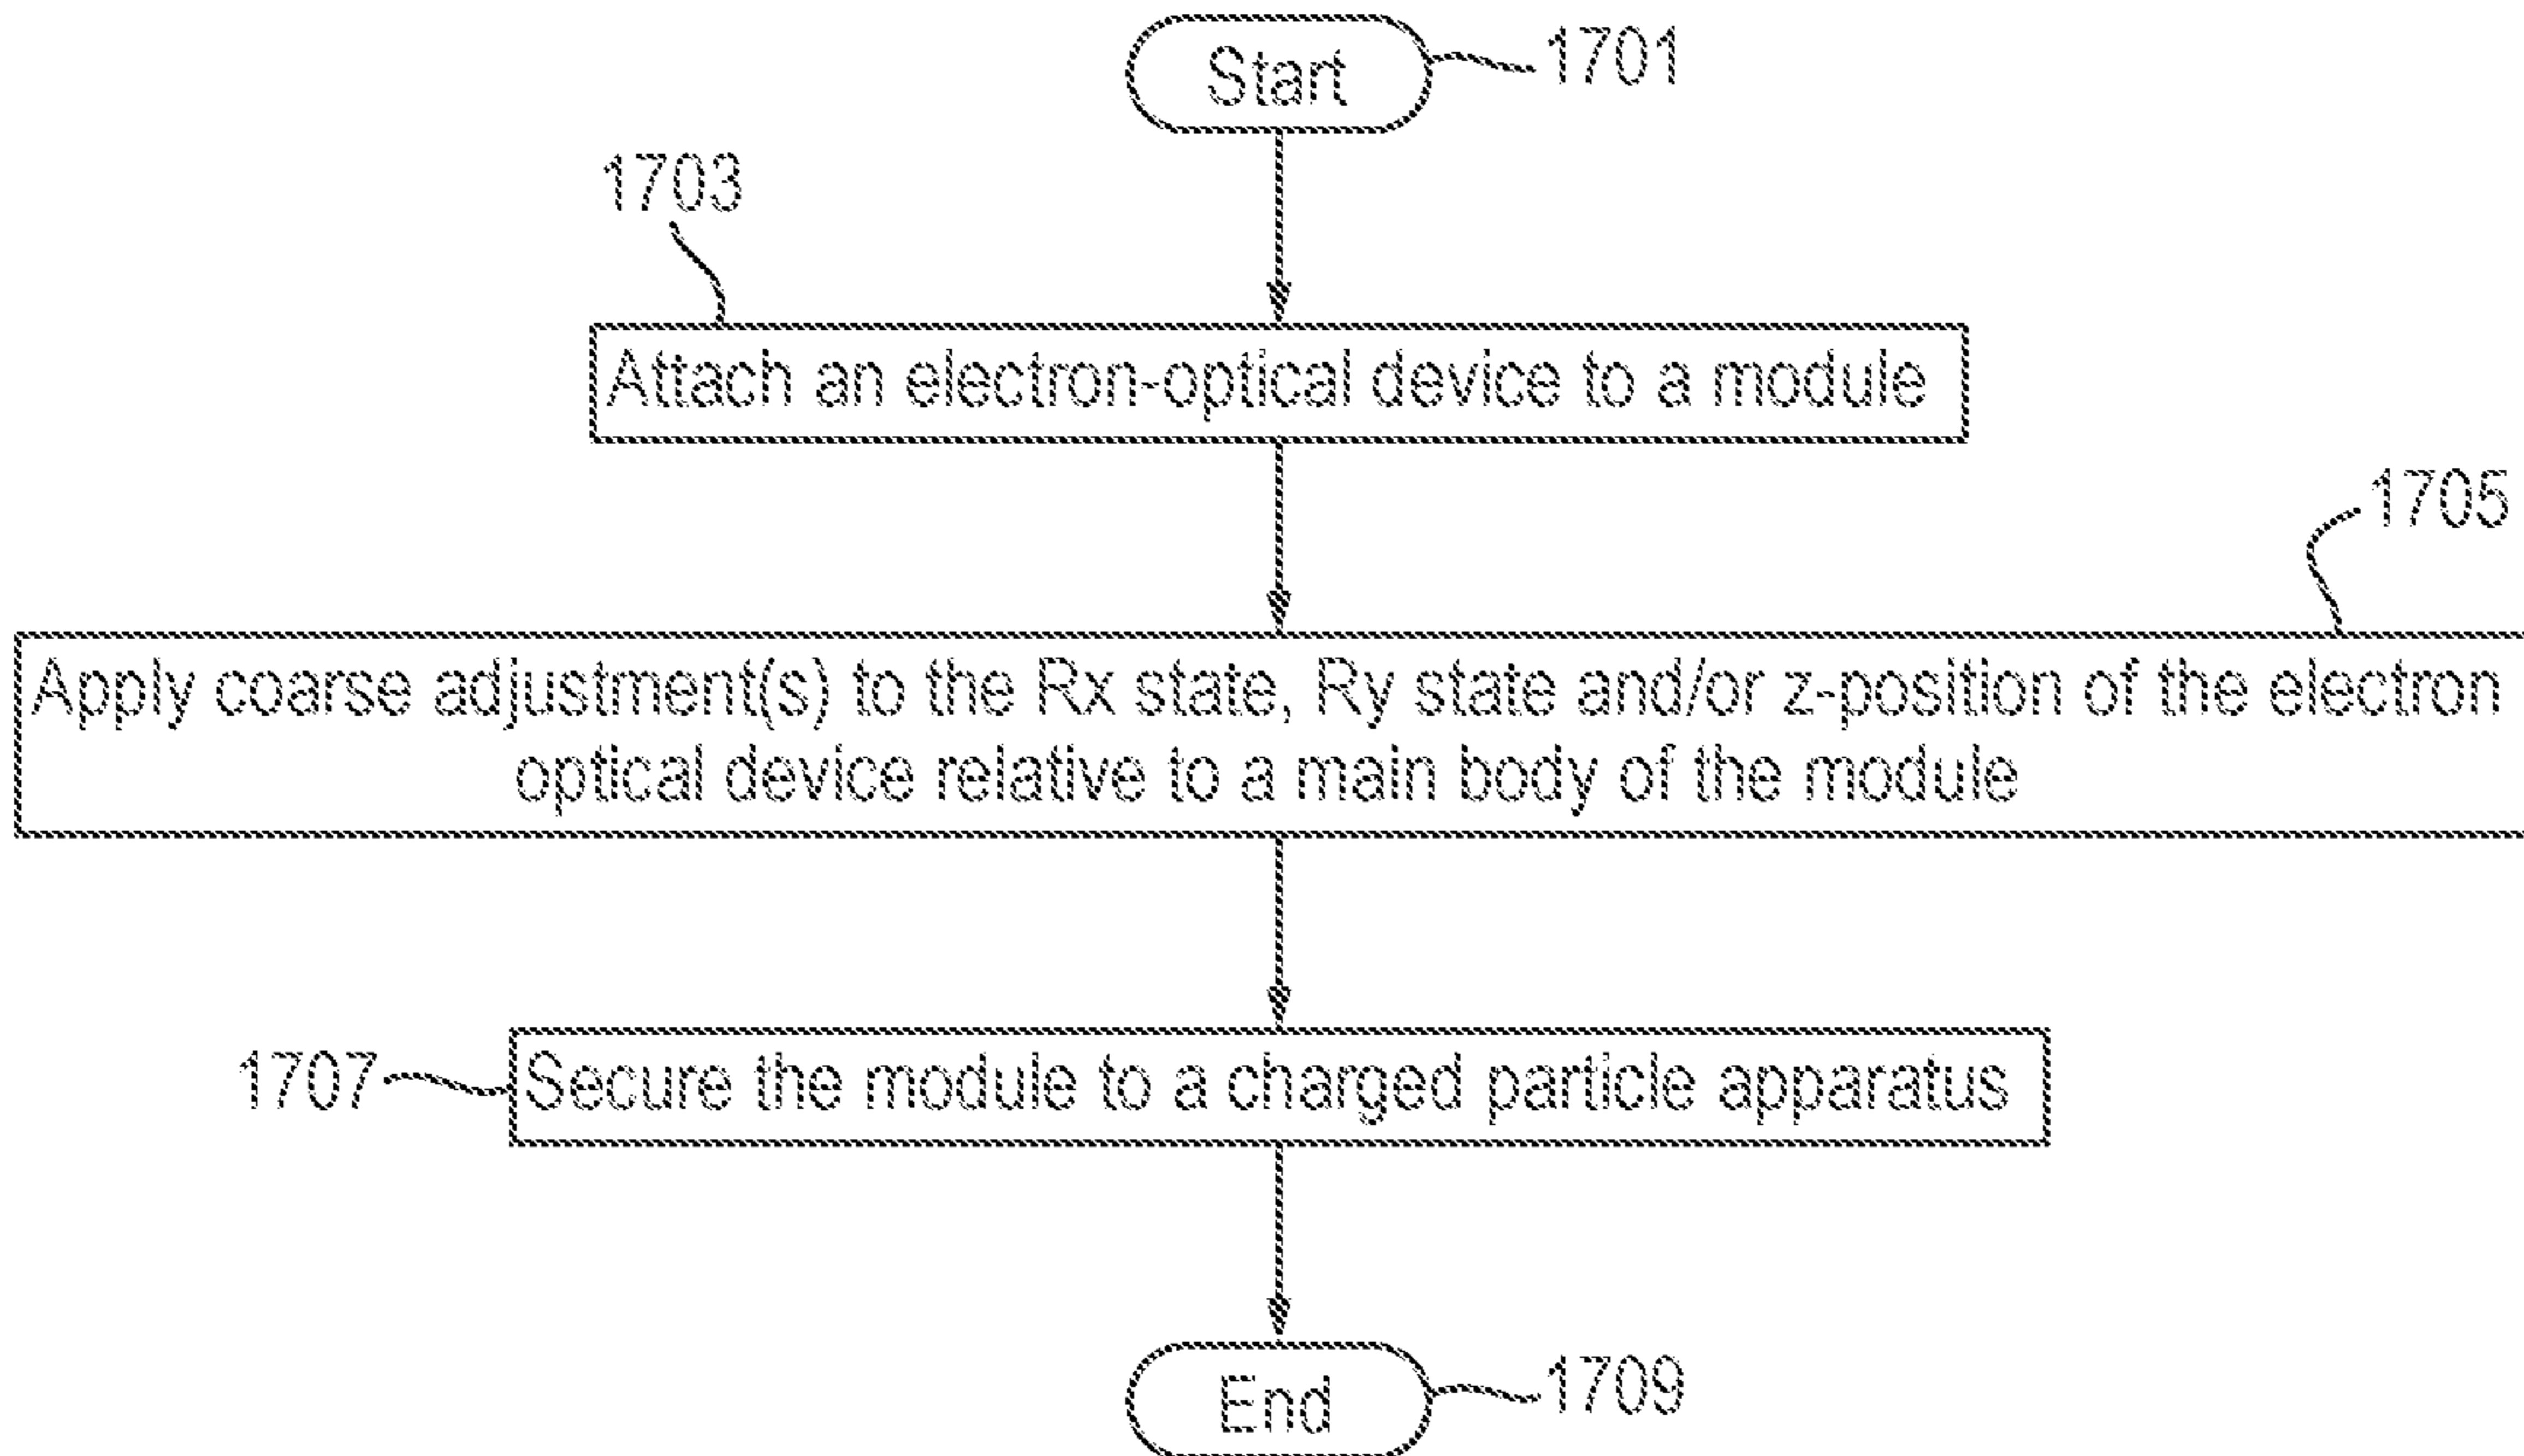 Start
1701
1703
Attach an electron-optical device to a module
1705
Apply coarse adjustment(s) to the Rx state, Ry state and/or z-position of the electron
optical device relative to a main body of the module
1707
Secure the module to a charged particle apparatus
End
1709